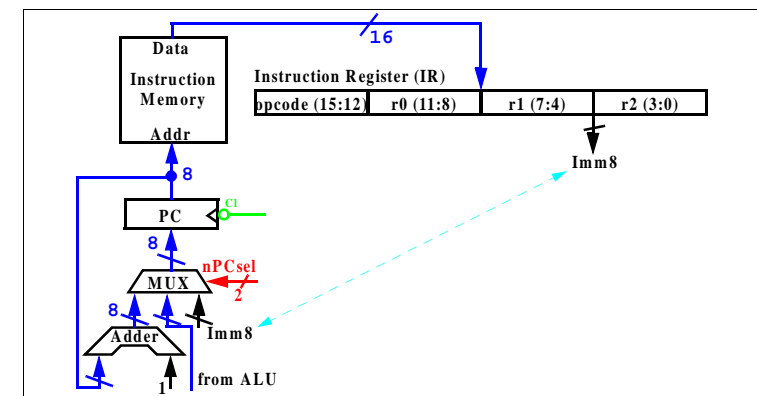 Data
16
Instruction
Memory
Addr
Instruction Register (IR)
opcode (15:12) r0 (11:8) r1 (7:4) r2 (3:0)
Imm8
8
Cl
PC
8
nPCsel
MUX
2
8
Imm8
Adder
1
from ALU